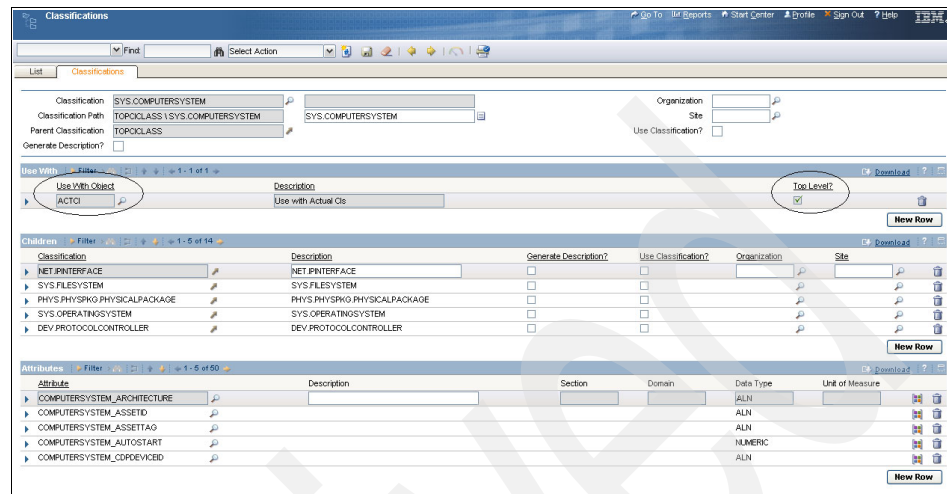 Classifications
Go To Reports Start Center Profile Sign Out ? Help IBM
Find: Select Action
List Classifications
Classification SYS.COMPUTERSYSTEM Organization
Classification Path TOPCICLASS \ SYS.COMPUTERSYSTEM SYS.COMPUTERSYSTEM Site
Parent Classification TOPCICLASS Use Classification?
Generate Description?
Use With Filter 1 - 1 of 1 Download ?
Use With Object Description Top Level?
ACTCI Use with Actual CIs
New Row
Children Filter 1 - 5 of 14 Download ?
Classification Description Generate Description? Use Classification? Organization Site
NET.IPINTERFACE NET.IPINTERFACE
SYS.FILESYSTEM SYS.FILESYSTEM
PHYS.PHYSPKG.PHYSICALPACKAGE PHYS.PHYSPKG.PHYSICALPACKAGE
SYS.OPERATINGSYSTEM SYS.OPERATINGSYSTEM
DEV.PROTOCOLCONTROLLER DEV.PROTOCOLCONTROLLER
New Row
Attributes Filter 1 - 5 of 50 Download ?
Attribute Description Section Domain Data Type Unit of Measure
COMPUTERSYSTEM_ARCHITECTURE ALN
COMPUTERSYSTEM_ASSETID ALN
COMPUTERSYSTEM_ASSETTAG ALN
COMPUTERSYSTEM_AUTOSTART NUMERIC
COMPUTERSYSTEM_CDPDEVICEID ALN
New Row